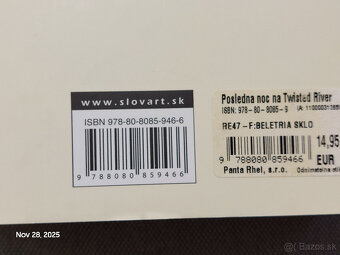 www.slovart.sk
ISBN 978-80-8085-946-6
9 788080 859466
Posledna noc na Twisted River
ISBN: 978-80-8085-9
RE47-F:BELETRIA SKLO
14,95
EUR
9 788080 859466
Panta Rhei, s.r.o.
Odnímateľná
Nov 28, 2025
Bazos.sk